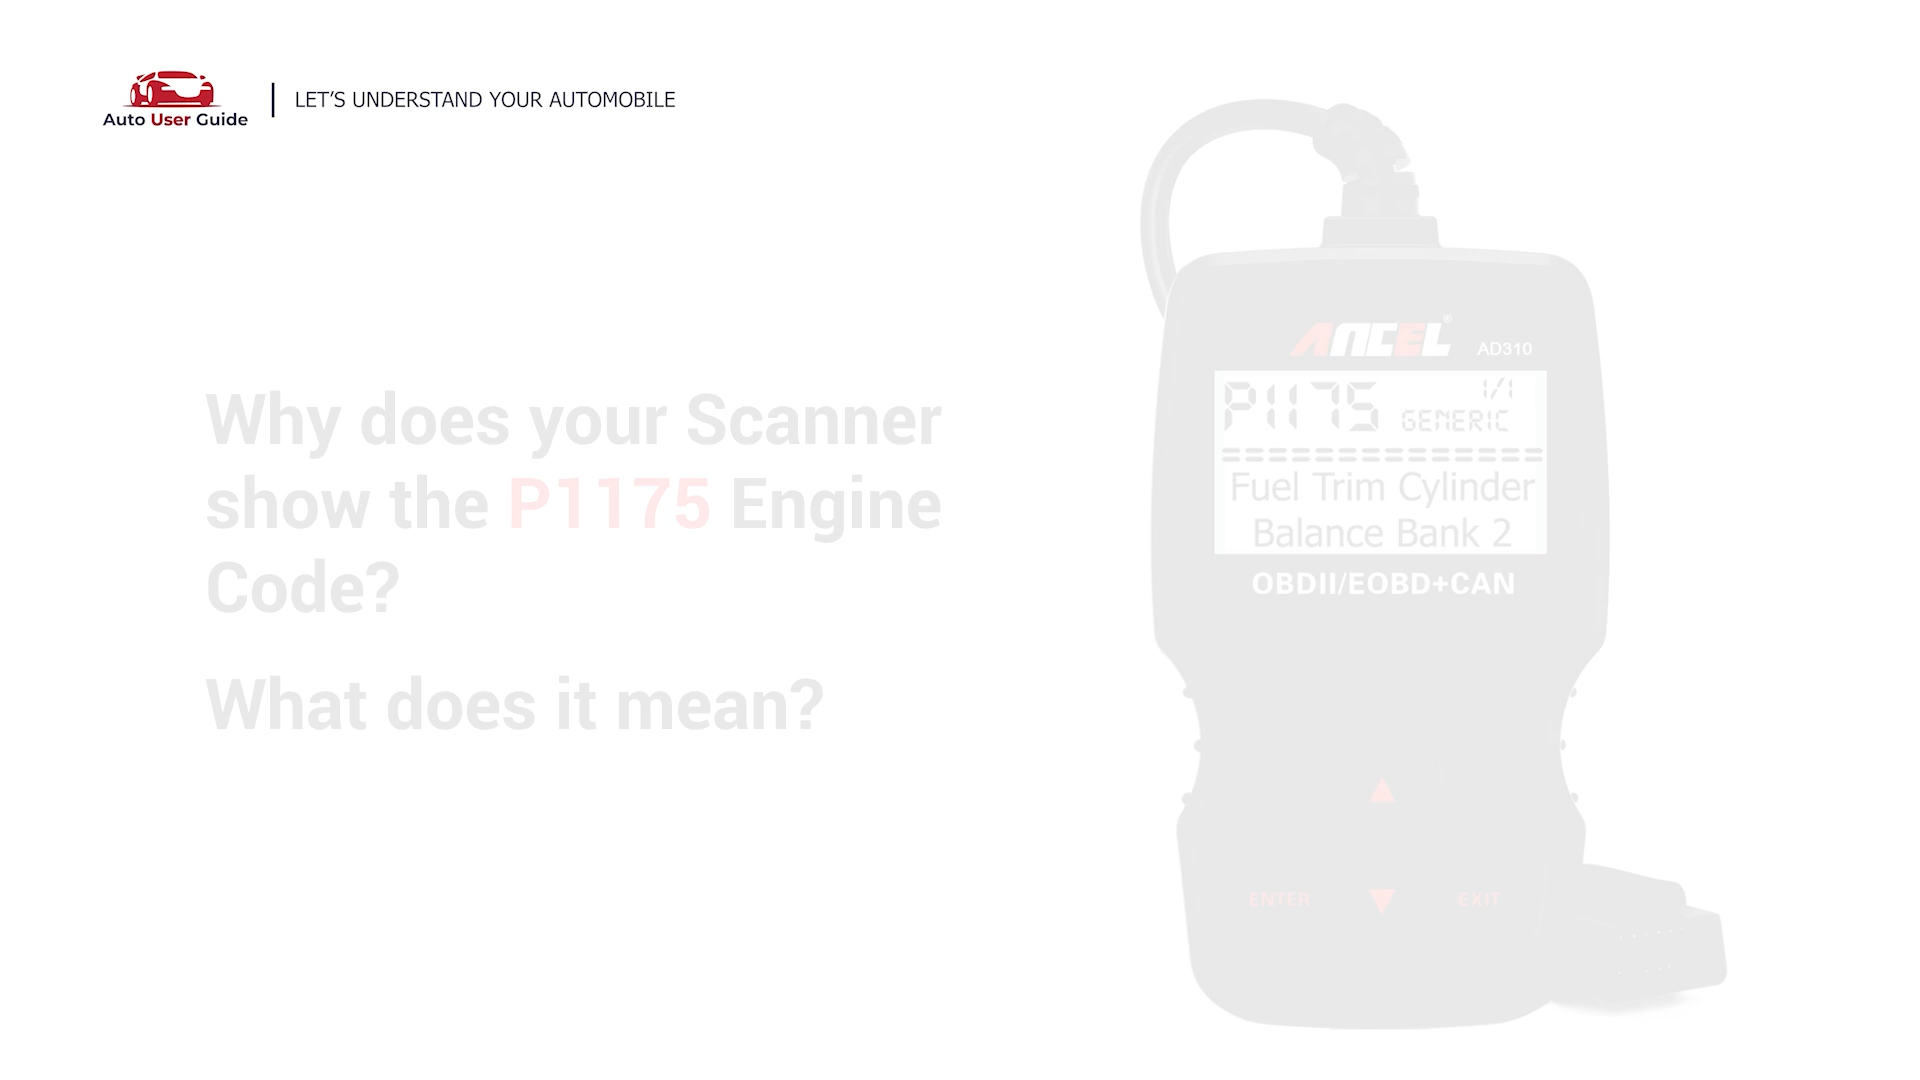 Auto User Guide
LET'S UNDERSTAND YOUR AUTOMOBILE
Why does your Scanner
show the P1175 Engine
Code?
What does it mean?
ANCEL®
AD310
P1175
1/1
GENERIC
==============
Fuel Trim Cylinder
Balance Bank 2
OBDII/EOBD+CAN
ENTER
EXIT